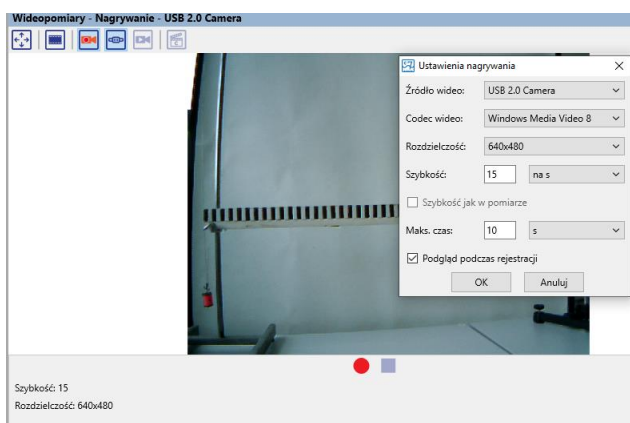 Wideopomiary - Nagrywanie - USB 2.0 Camera
Ustawienia nagrywania
Źródło wideo: USB 2.0 Camera
Codec wideo: Windows Media Video 8
Rozdzielczość: 640x480
Szybkość: 15 na s
Szybkość jak w pomiarze
Maks. czas: 10 s
Podgląd podczas rejestracji
OK Anuluj
Szybkość: 15
Rozdzielczość: 640x480